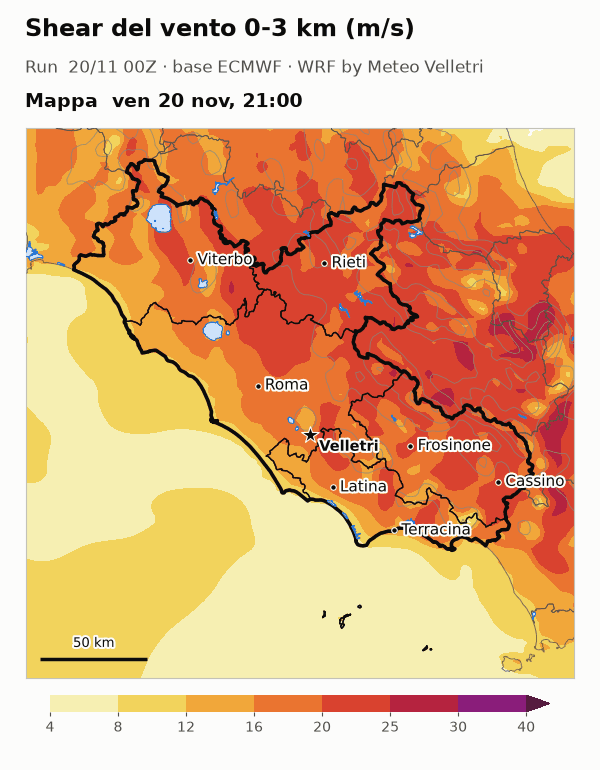 Shear del vento 0-3 km (m/s)
Run  20/11 00Z · base ECMWF · WRF by Meteo Velletri
Mappa  ven 20 nov, 21:00
Viterbo
Rieti
Roma
Velletri
Frosinone
Latina
Cassino
Terracina
50 km
4 8 12 16 20 25 30 40